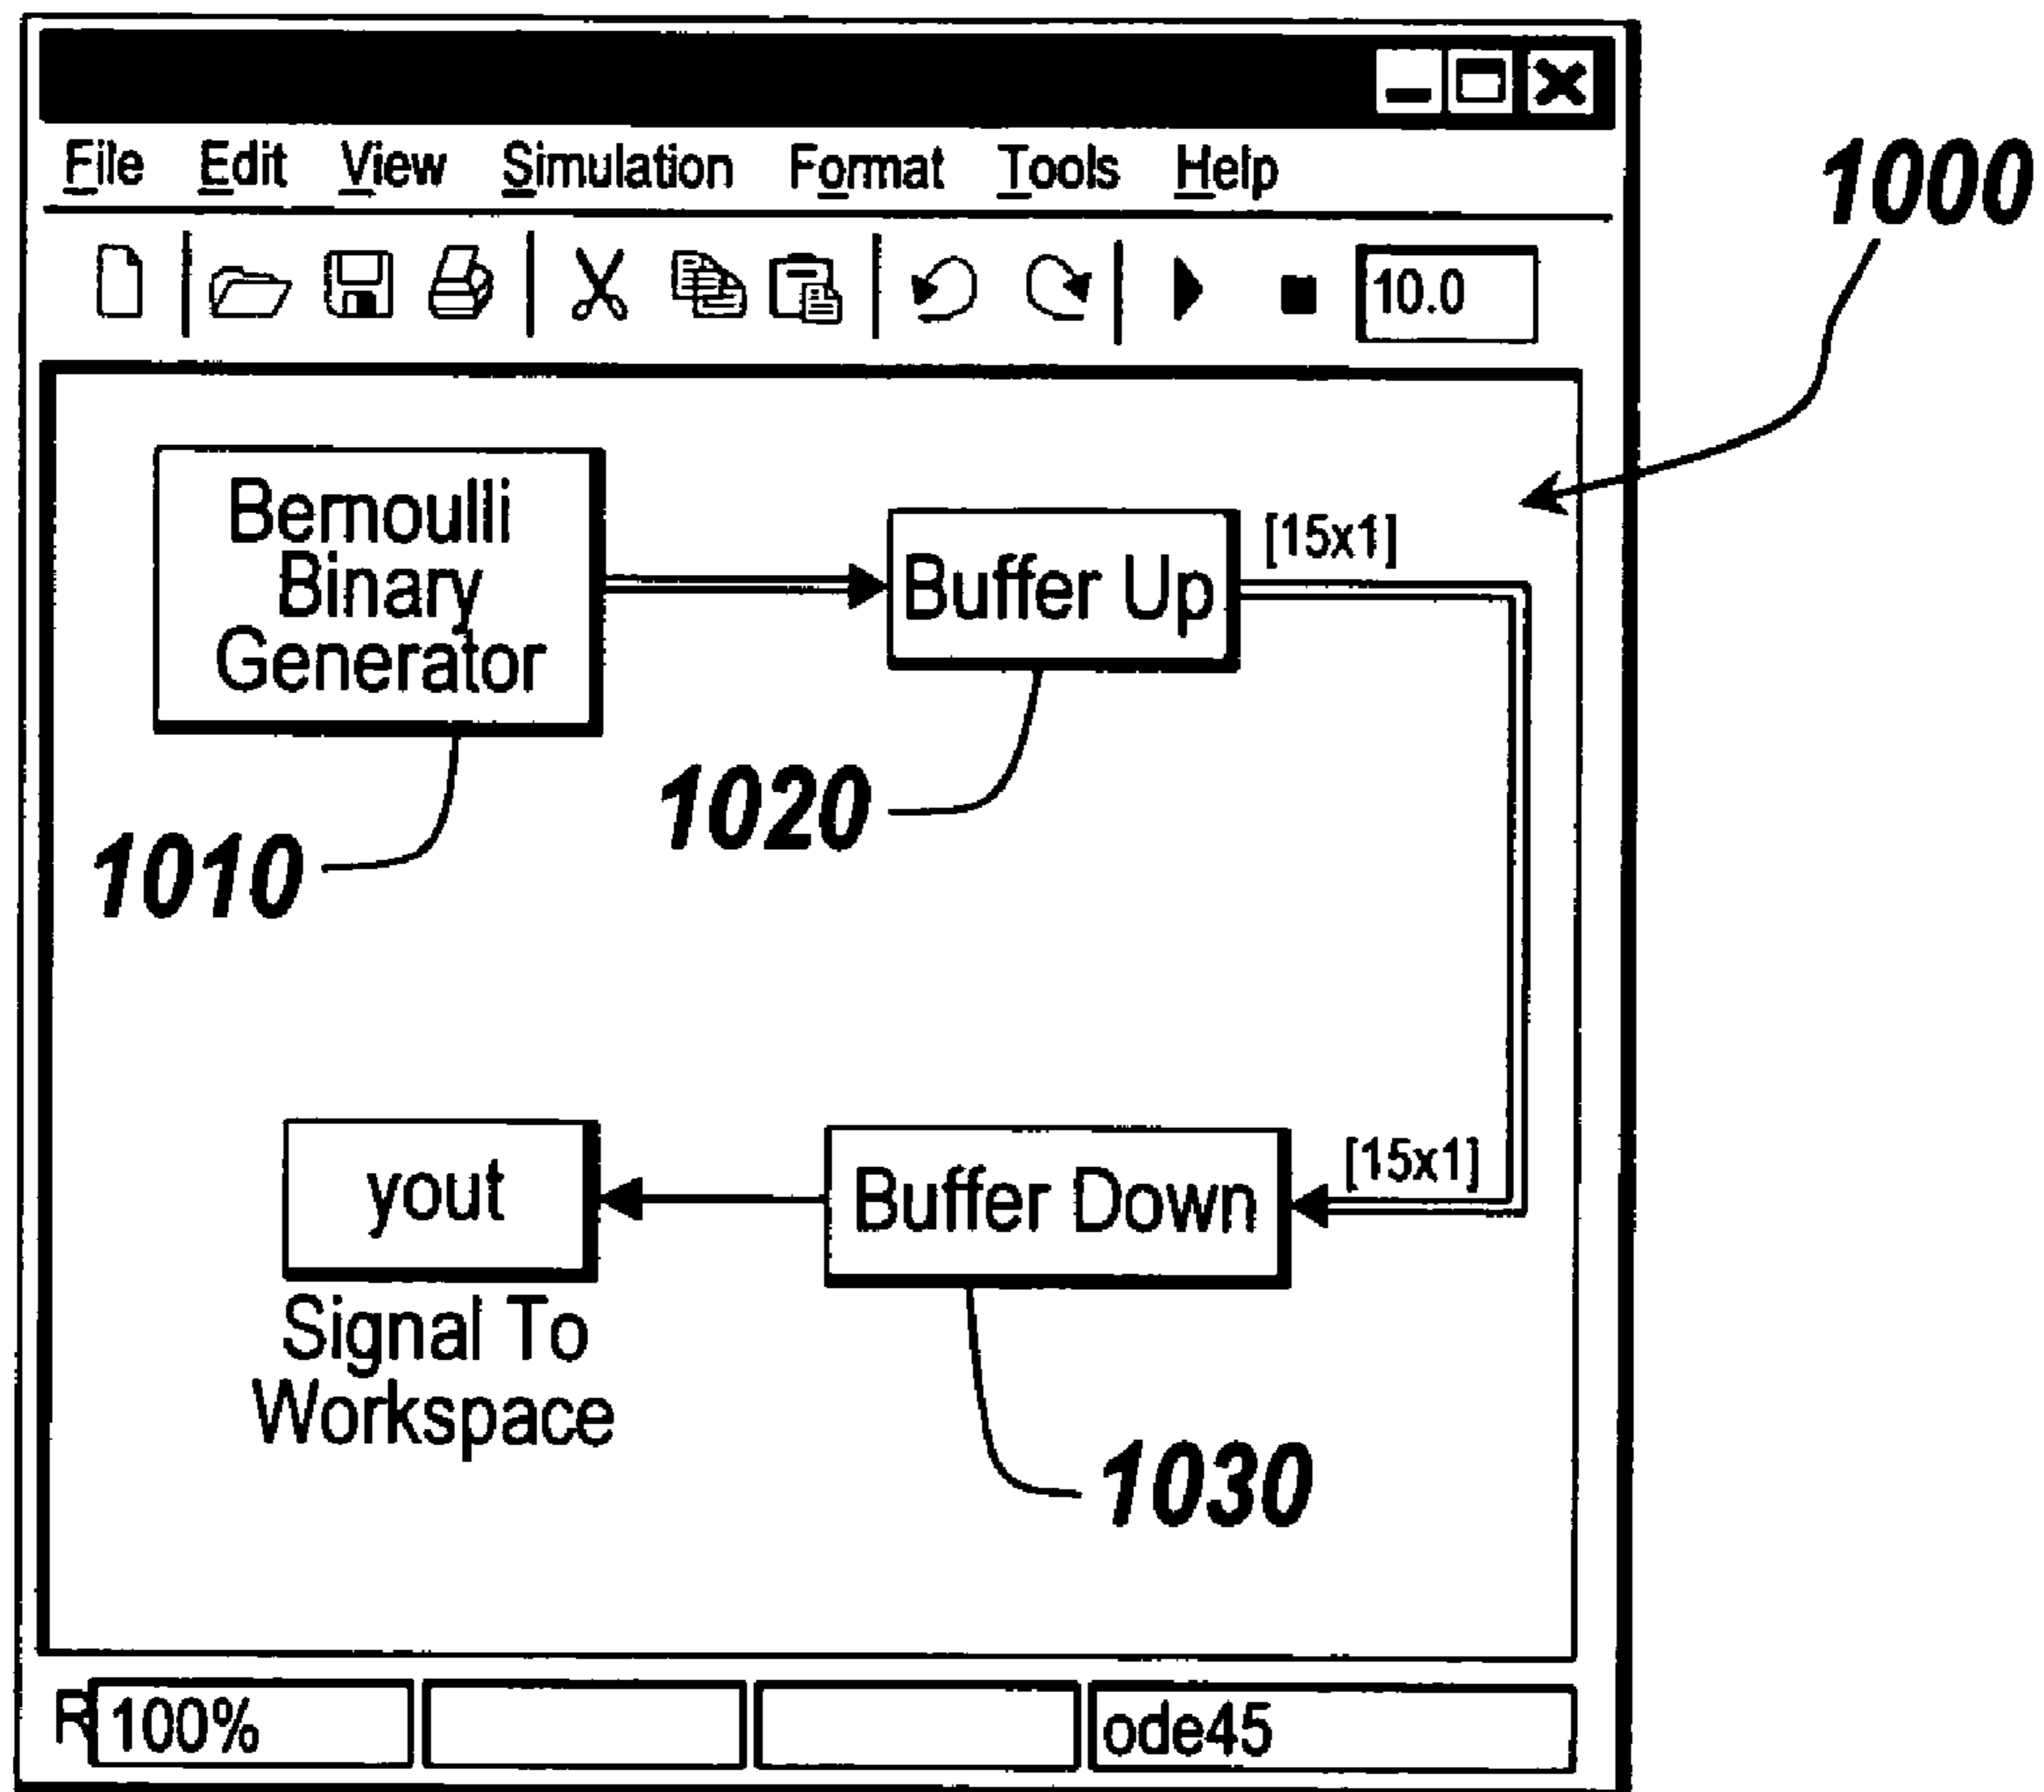 File Edit View Simulation Format Tools Help
1000
10.0
Bernoulli
Binary
Generator
Buffer Up
[15x1]
1020
1010
yout
Buffer Down
[15x1]
Signal To
Workspace
1030
R 100%
ode45